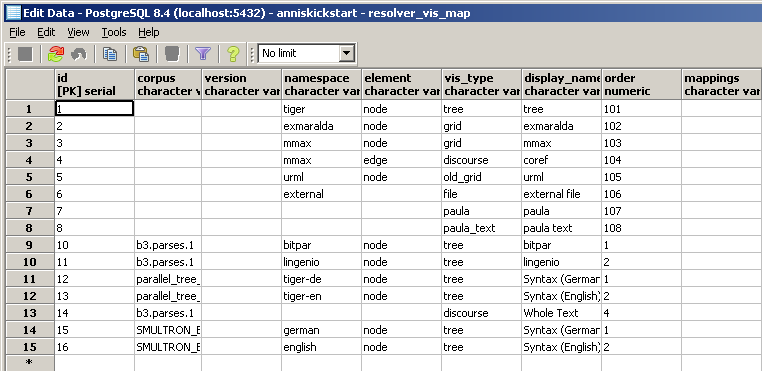 Edit Data - PostgreSQL 8.4 (localhost:5432) - anniskickstart - resolver_vis_map
File Edit View Tools Help
No limit
id corpus version namespace element vis_type display_name order mappings
[PK] serial character v character var character var character var character var character var numeric character var
1 1 tiger node tree tree 101
2 2 exmaralda node grid exmaralda 102
3 3 mmax node grid mmax 103
4 4 mmax edge discourse coref 104
5 5 urml node old_grid urml 105
6 6 external file external file 106
7 7 paula paula 107
8 8 paula_text paula text 108
9 10 b3.parses.1 bitpar node tree bitpar 1
10 11 b3.parses.1 lingenio node tree lingenio 2
11 12 parallel_tree_ tiger-de node tree Syntax (German 1
12 13 parallel_tree_ tiger-en node tree Syntax (English) 2
13 14 b3.parses.1 discourse Whole Text 4
14 15 SMULTRON_E german node tree Syntax (German 1
15 16 SMULTRON_E english node tree Syntax (English) 2
*